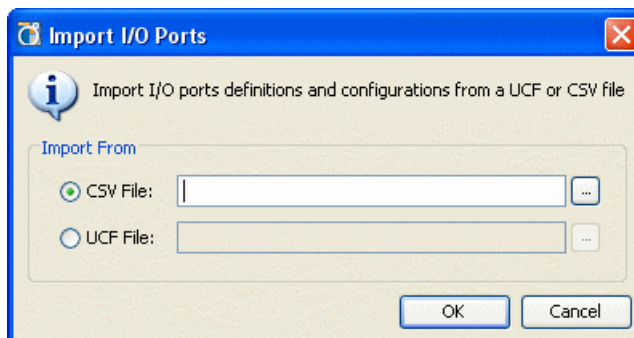 Import I/O Ports
Import I/O ports definitions and configurations from a UCF or CSV file
Import From
CSV File:
...
UCF File:
...
OK
Cancel